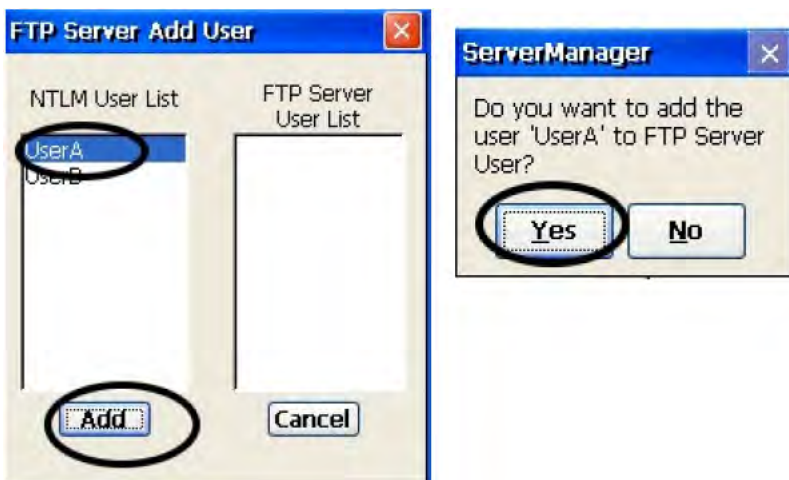 FTP Server Add User
NTLM User List
FTP Server
User List
UserA
UserB
Add
Cancel
ServerManager
Do you want to add the
user 'UserA' to FTP Server
User?
Yes
No